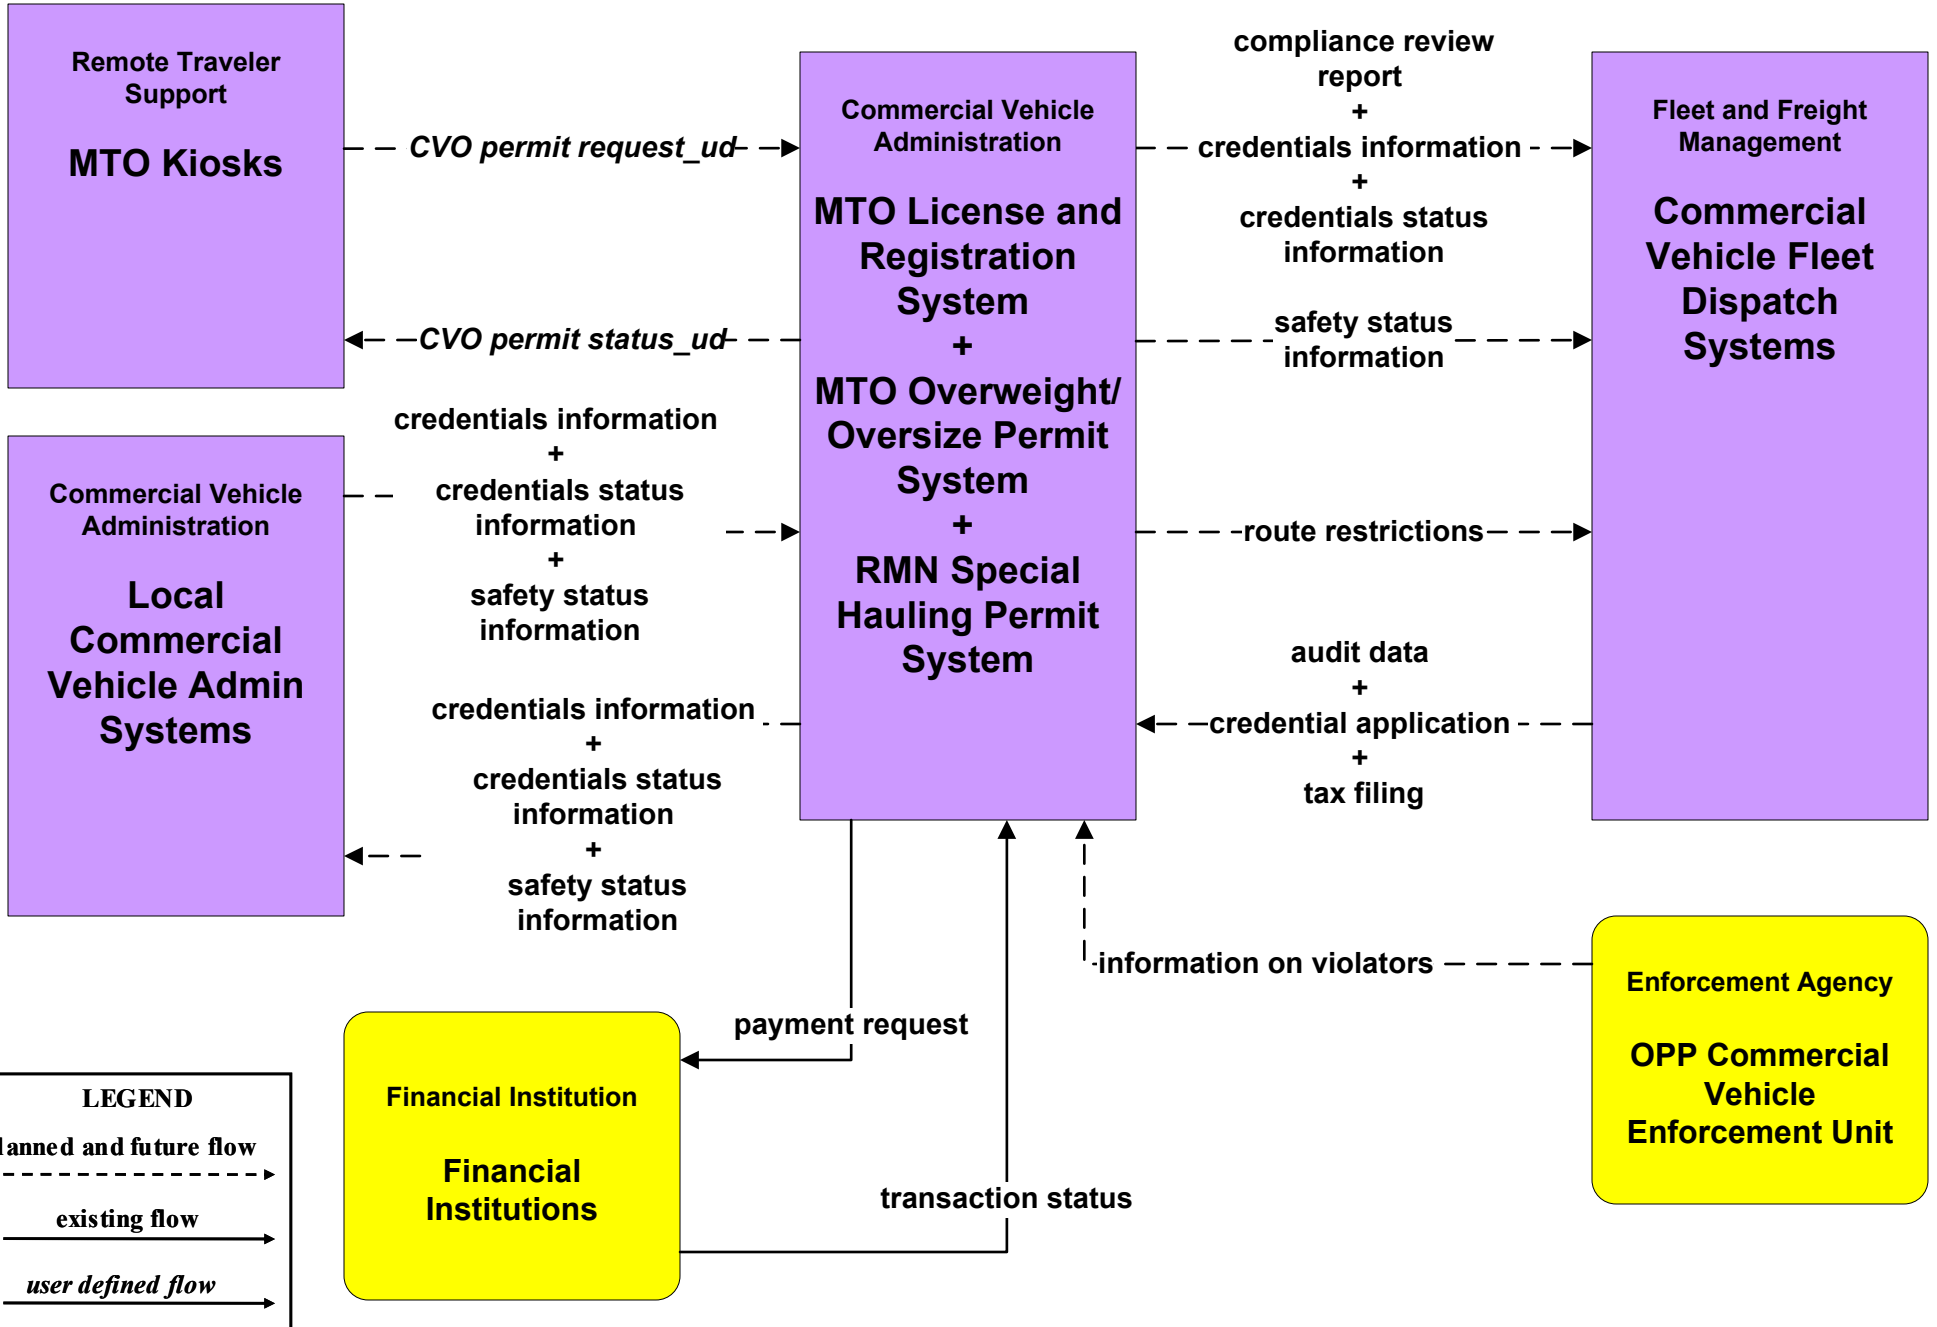 Remote Traveler
Support
MTO Kiosks
CVO permit request_ud
CVO permit status_ud
Commercial Vehicle
Administration
Local
Commercial
Vehicle Admin
Systems
credentials information
+
credentials status
information
+
safety status
information
credentials information
+
credentials status
information
+
safety status
information
Commercial Vehicle
Administration
MTO License and
Registration
System
+
MTO Overweight/
Oversize Permit
System
+
RMN Special
Hauling Permit
System
compliance review
report
+
credentials information
+
credentials status
information
safety status
information
route restrictions
audit data
+
credential application
+
tax filing
Fleet and Freight
Management
Commercial
Vehicle Fleet
Dispatch
Systems
information on violators
Enforcement Agency
OPP Commercial
Vehicle
Enforcement Unit
payment request
Financial Institution
Financial
Institutions
transaction status
LEGEND
lanned and future flow
existing flow
user defined flow